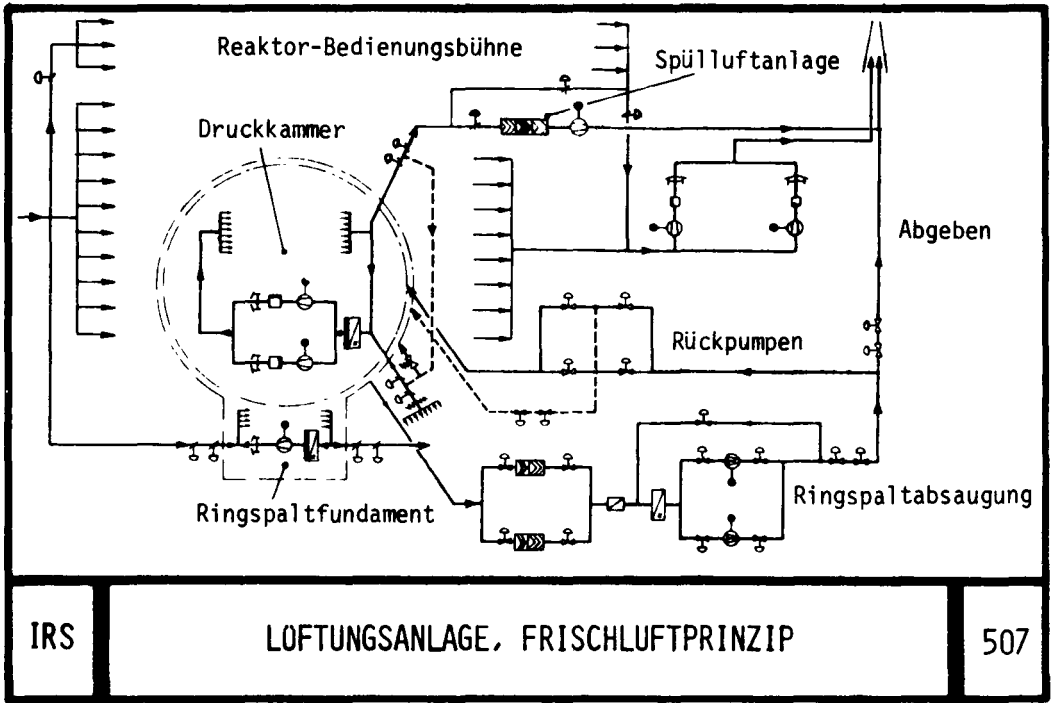 Reaktor-Bedienungsbühne
Spülluftanlage
Druckkammer
Abgeben
Rückpumpen
Ringspaltabsaugung
Ringspaltfundament
IRS
LÜFTUNGSANLAGE, FRISCHLUFTPRINZIP
507